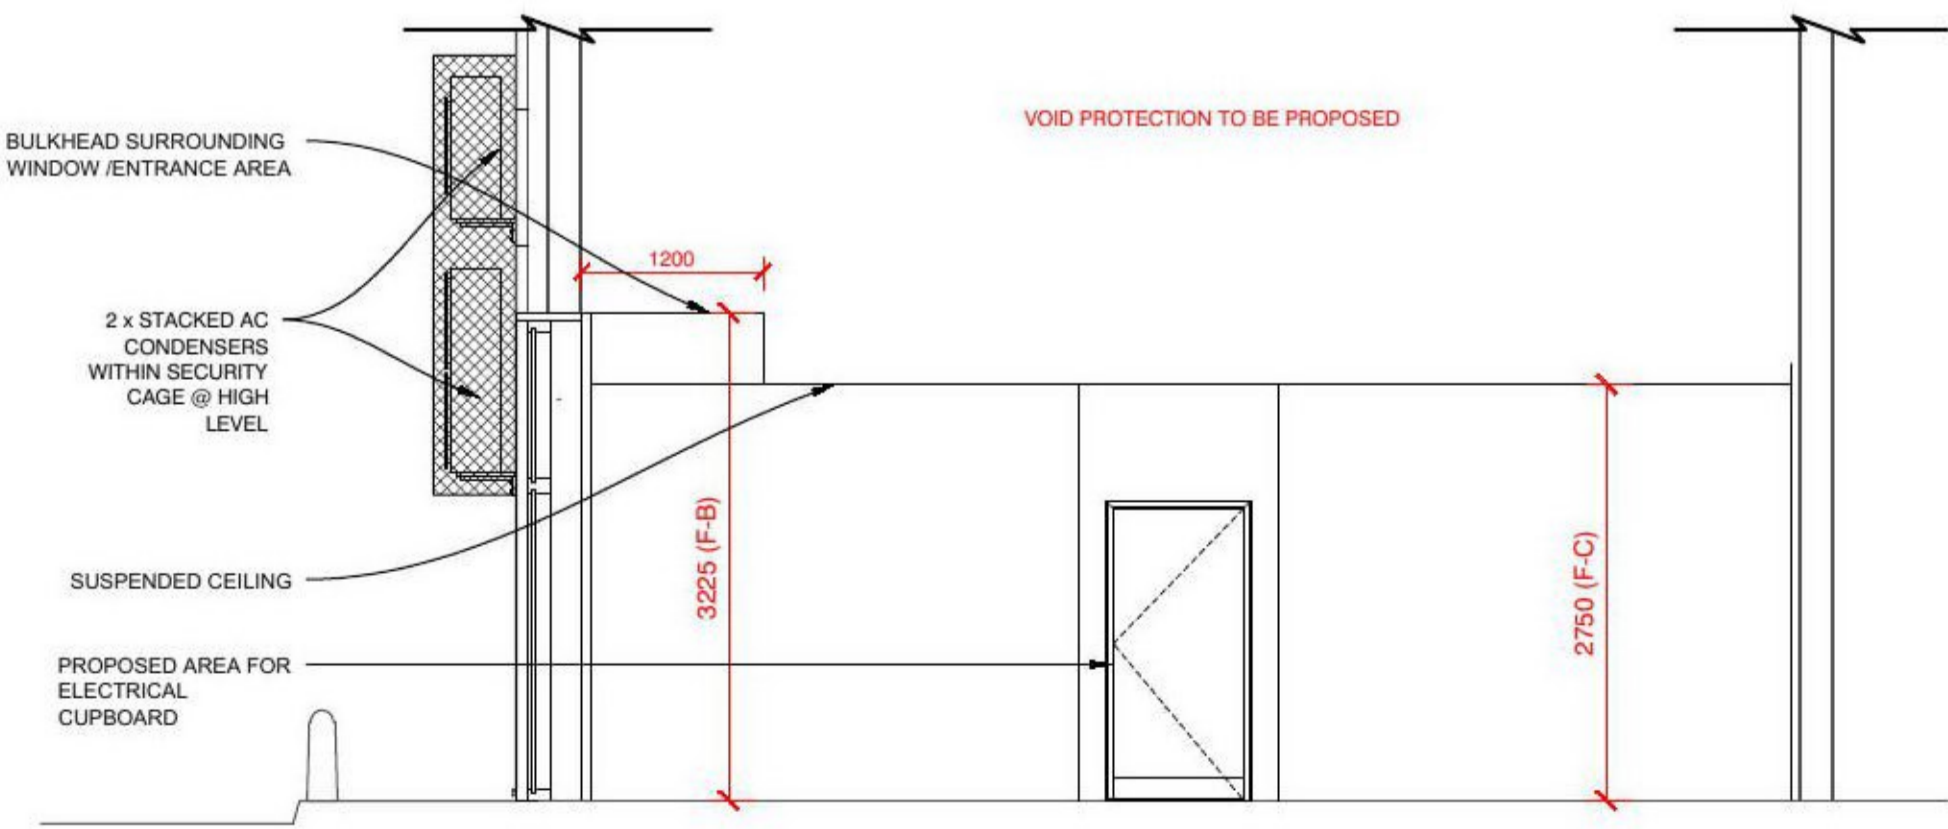 VOID PROTECTION TO BE PROPOSED
BULKHEAD SURROUNDING
WINDOW /ENTRANCE AREA
1200
2 x STACKED AC
CONDENSERS
WITHIN SECURITY
CAGE @ HIGH
LEVEL
3225 (F-B)
2750 (F-C)
SUSPENDED CEILING
PROPOSED AREA FOR
ELECTRICAL
CUPBOARD